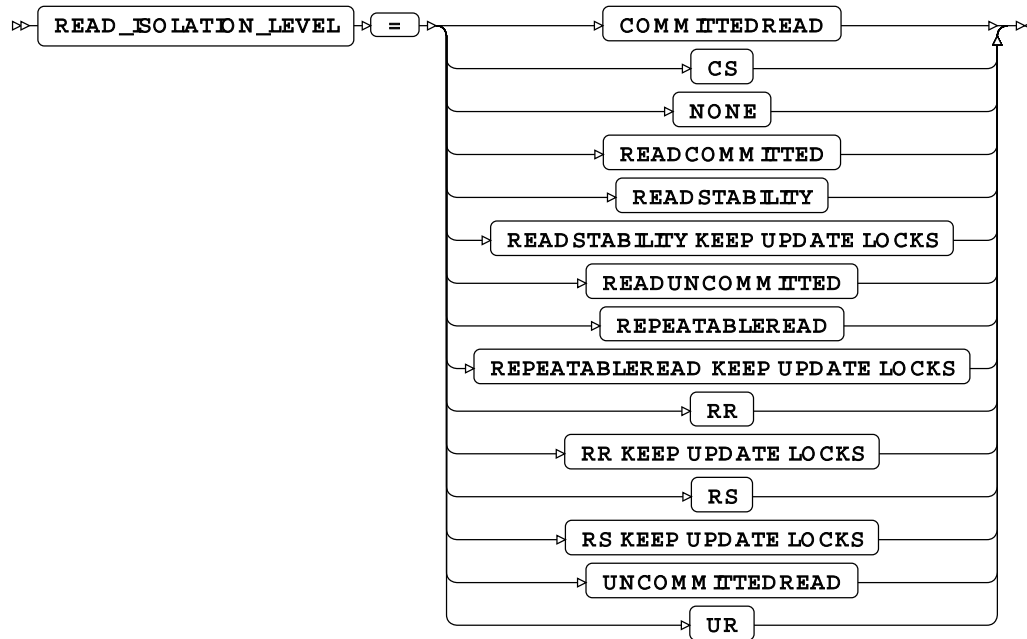 READ_ISOLATION_LEVEL = COMMITTEDREAD
CS
NONE
READCOMMITTED
READSTABILITY
READSTABILITY KEEP UPDATE LOCKS
READUNCOMMITTED
REPEATABLEREAD
REPEATABLEREAD KEEP UPDATE LOCKS
RR
RR KEEP UPDATE LOCKS
RS
RS KEEP UPDATE LOCKS
UNCOMMITTEDREAD
UR